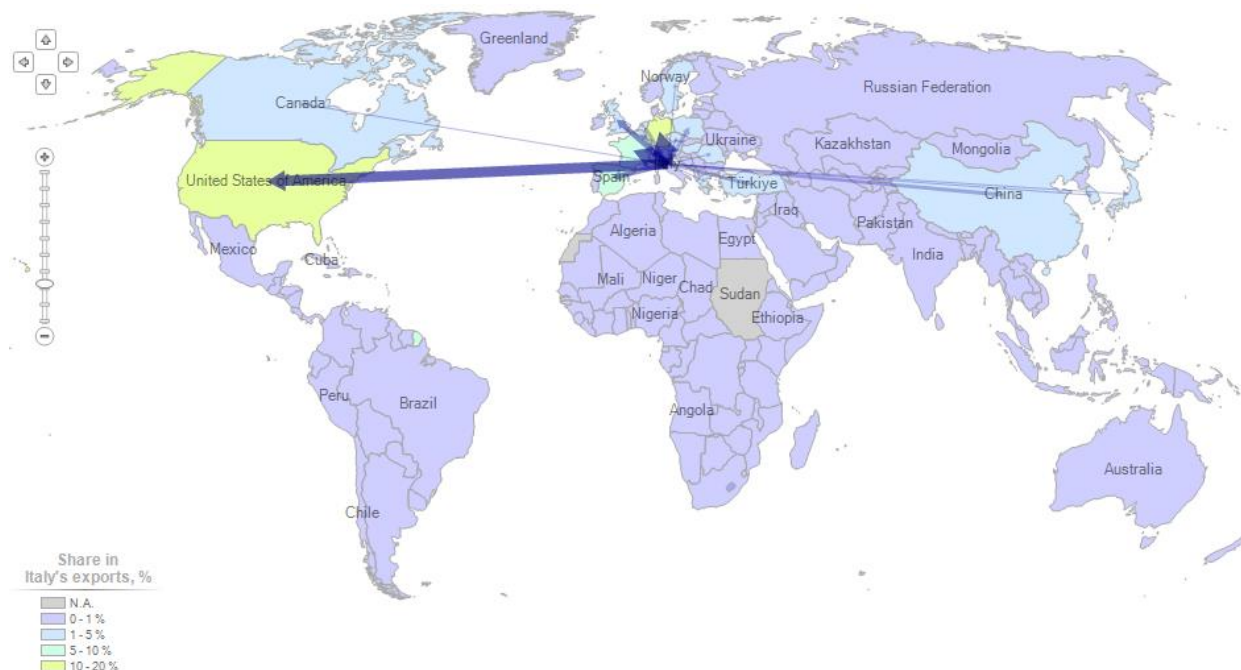 Greenland
Norway
Russian Federation
Canada
Ukraine
Kazakhstan
Mongolia
United States of America
Spain
Türkiye
China
Iraq
Pakistan
Mexico
Algeria
Egypt
India
Cuba
Mali
Niger
Chad
Sudan
Nigeria
Ethiopia
Peru
Brazil
Angola
Australia
Chile
Share in
Italy's exports, %
N.A.
0 - 1 %
1 - 5 %
5 - 10 %
10 - 20 %